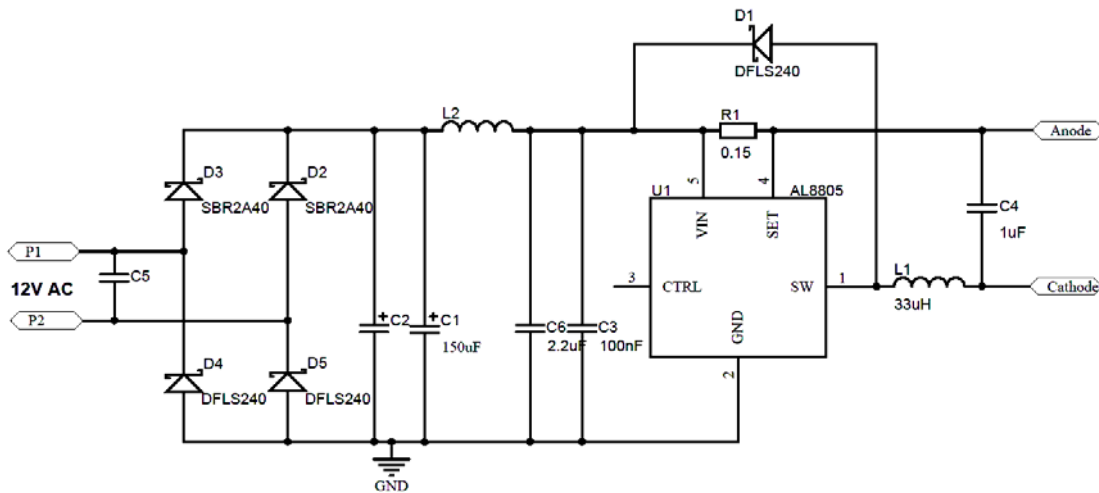 D1
DFLS240
L2
R1
Anode
0.15
D3
D2
5
4
U1
AL8805
SBR2A40
SBR2A40
VIN
SET
C4
1uF
P1
C5
12V AC
3
CTRL
SW
1
L1
Cathode
33uH
P2
+
C2
+
C1
150uF
C6
2.2uF
C3
100nF
GND
2
D4
D5
DFLS240
DFLS240
GND